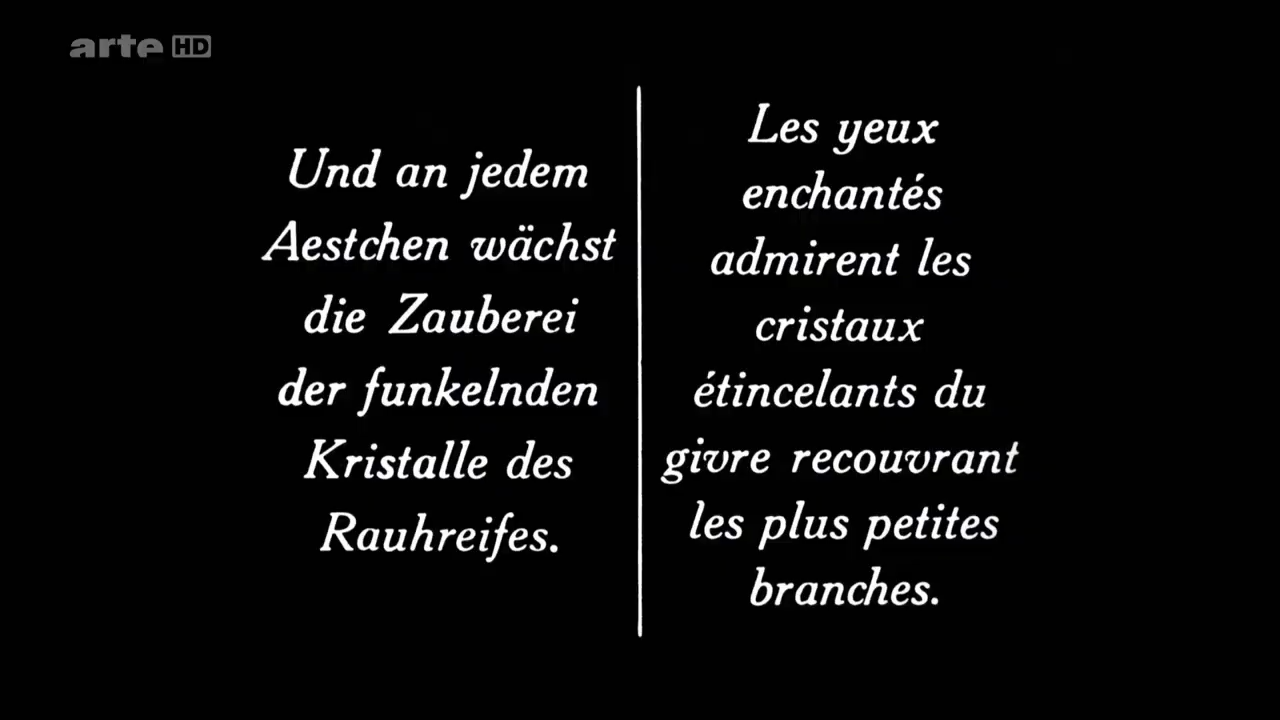 arte HD
Und an jedem
Aestchen wächst
die Zauberei
der funkelnden
Kristalle des
Rauhreifes.
Les yeux
enchantés
admirent les
cristaux
étincelants du
givre recouvrant
les plus petites
branches.